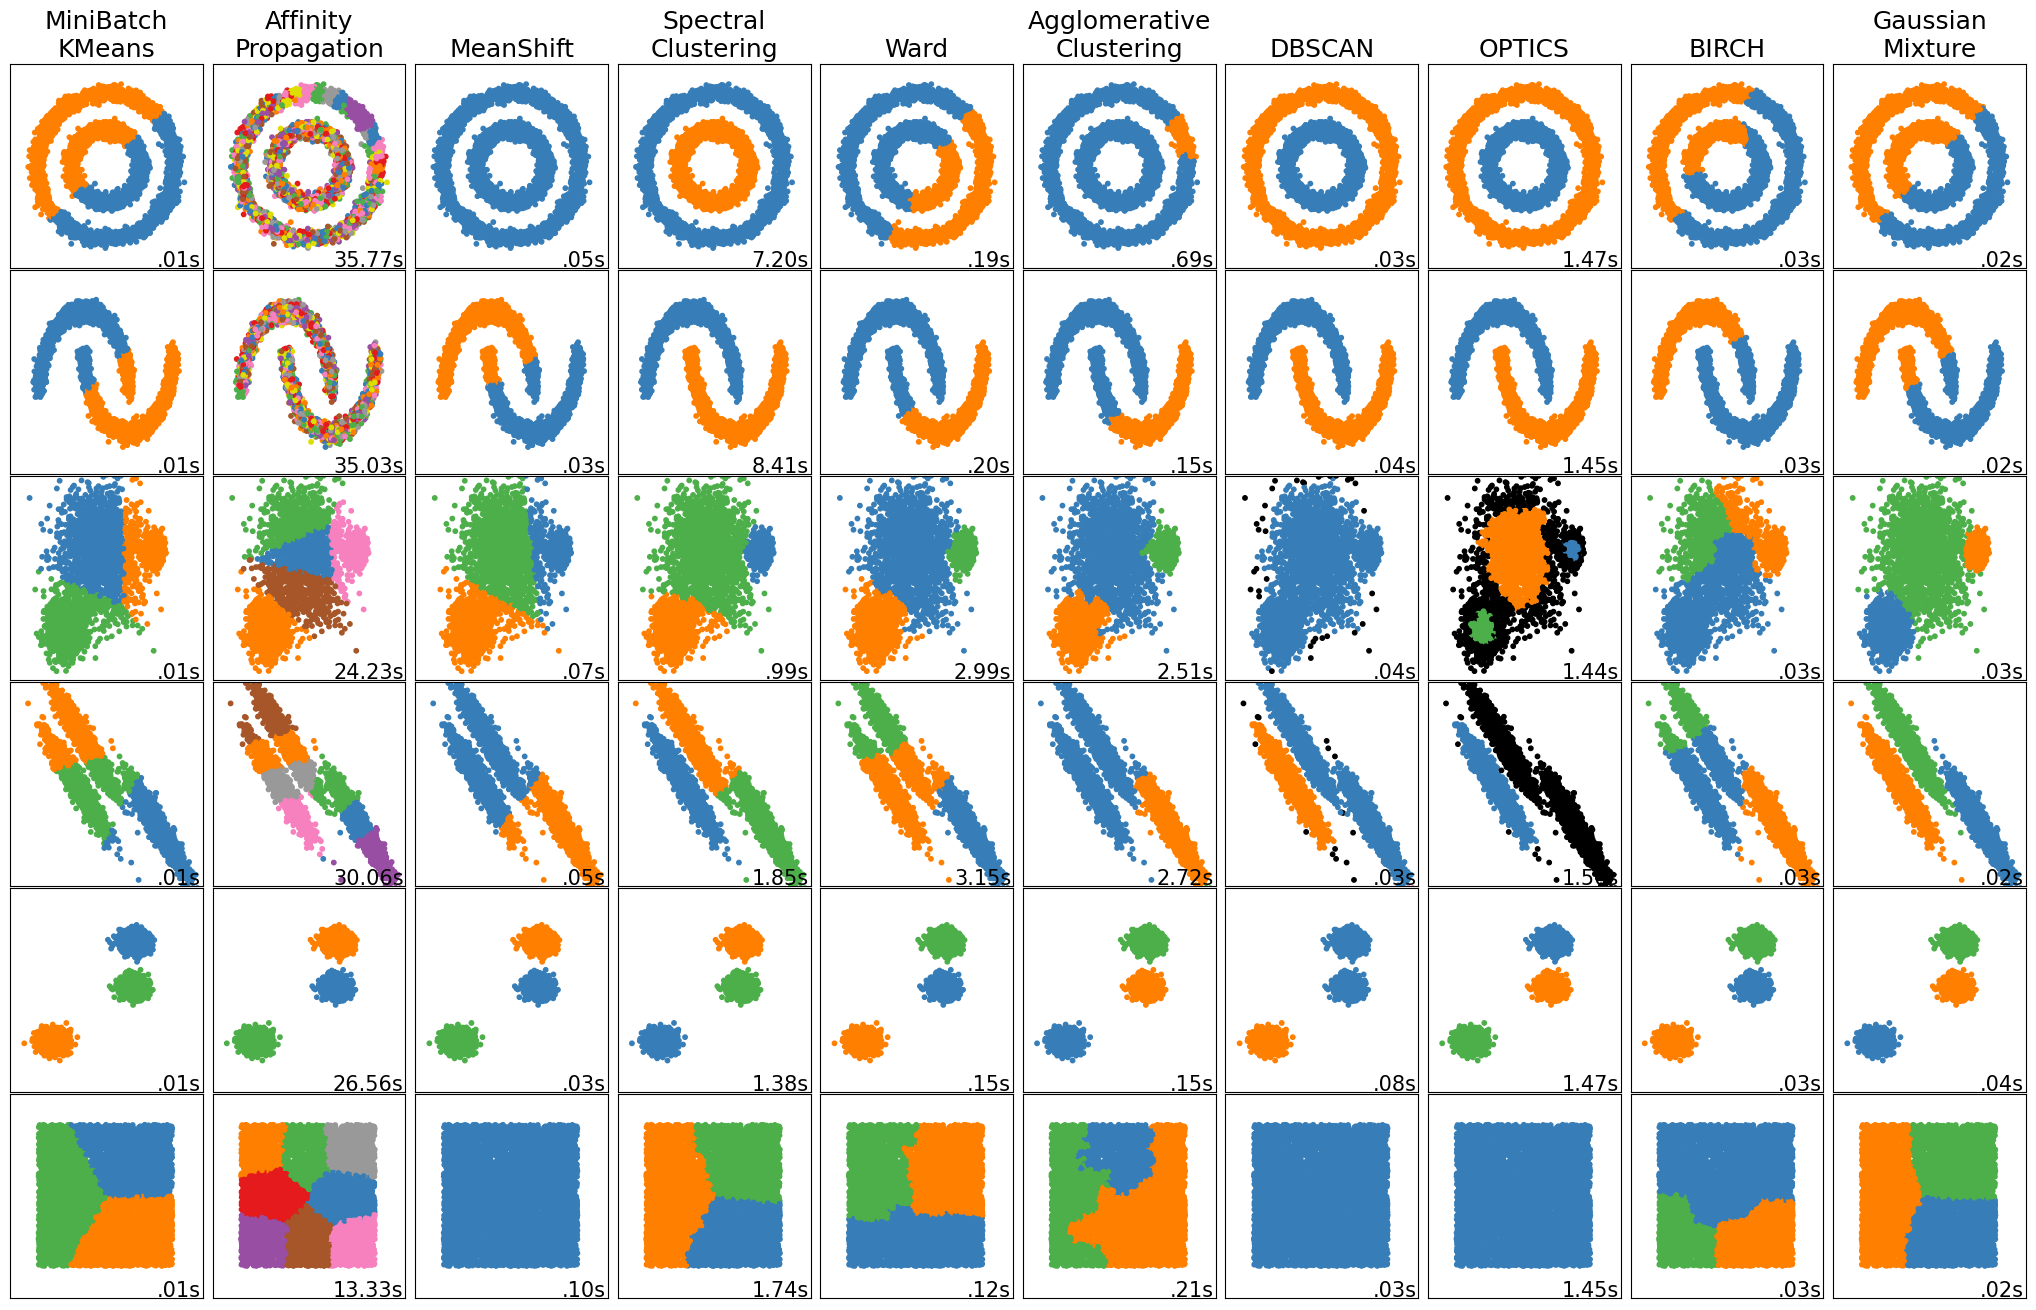 MiniBatch
KMeans
Affinity
Propagation
MeanShift
Spectral
Clustering
Ward
Agglomerative
Clustering
DBSCAN
OPTICS
BIRCH
Gaussian
Mixture
.01s
35.77s
.05s
7.20s
.19s
.69s
.03s
1.47s
.03s
.02s
.01s
35.03s
.03s
8.41s
.20s
.15s
.04s
1.45s
.03s
.02s
.01s
24.23s
.07s
.99s
2.99s
2.51s
.04s
1.44s
.03s
.03s
.01s
30.06s
.05s
1.85s
3.15s
2.72s
.03s
.03s
.02s
.01s
26.56s
.03s
1.38s
.15s
.15s
.08s
1.47s
.03s
.04s
.01s
13.33s
.10s
1.74s
.12s
.21s
.03s
1.45s
.03s
.02s